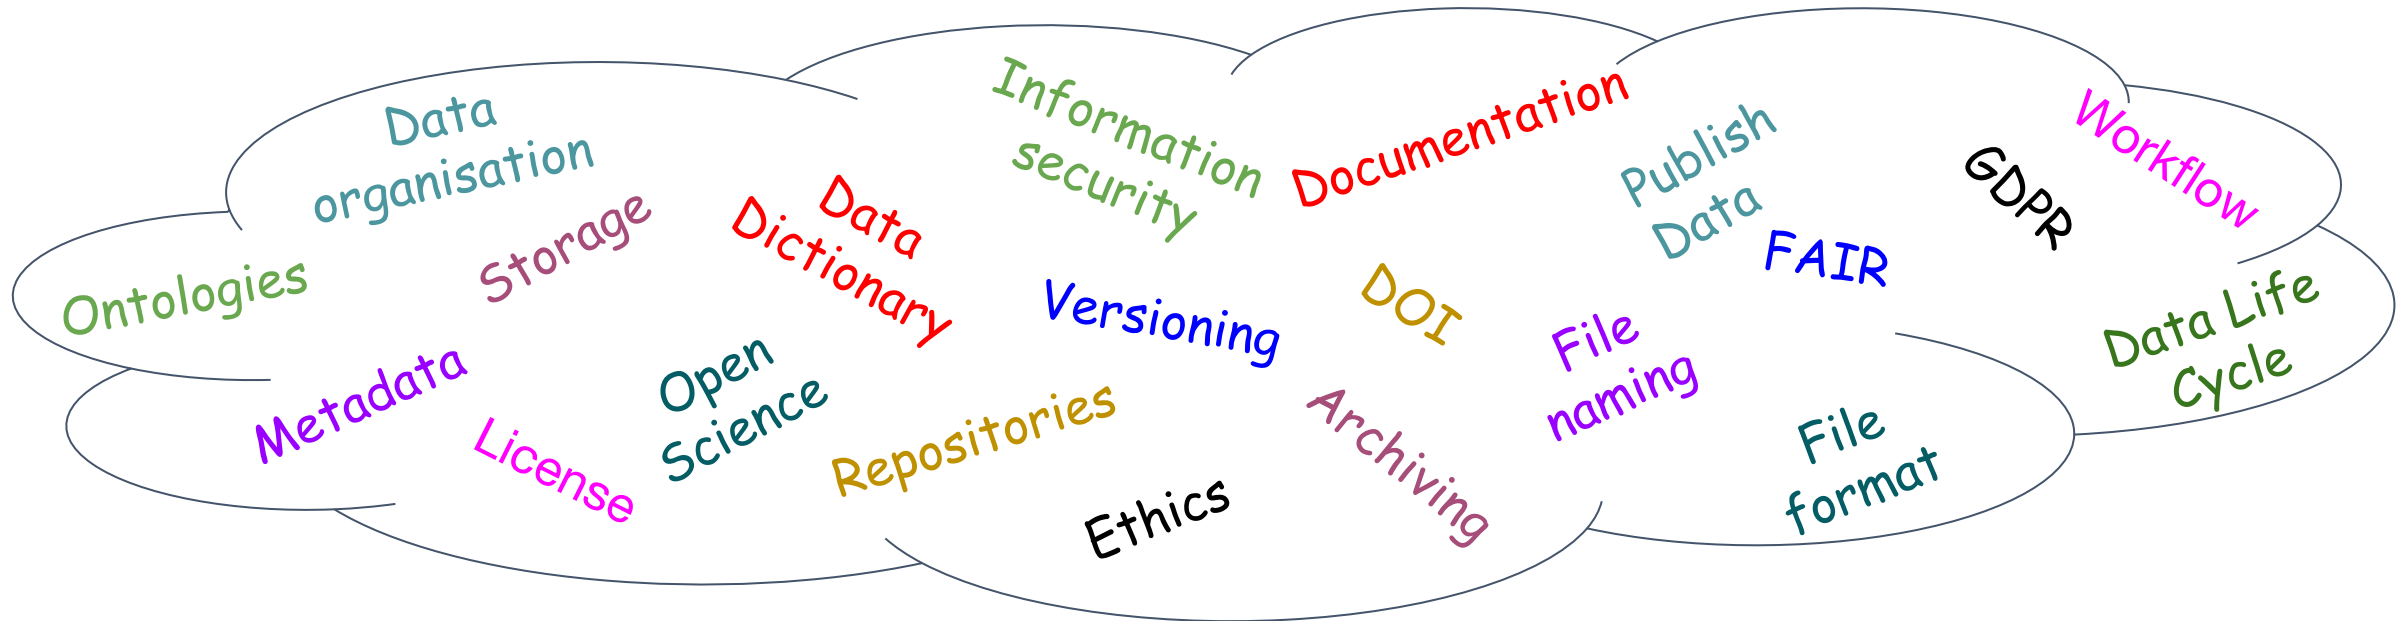 Data
organisation
Information
security
Documentation
Publish
Data
GDPR
Workflow
Ontologies
Storage
Data
Dictionary
Versioning
DOI
FAIR
Data Life
Cycle
Metadata
License
Open
Science
Repositories
Ethics
Archiving
File
naming
File
format